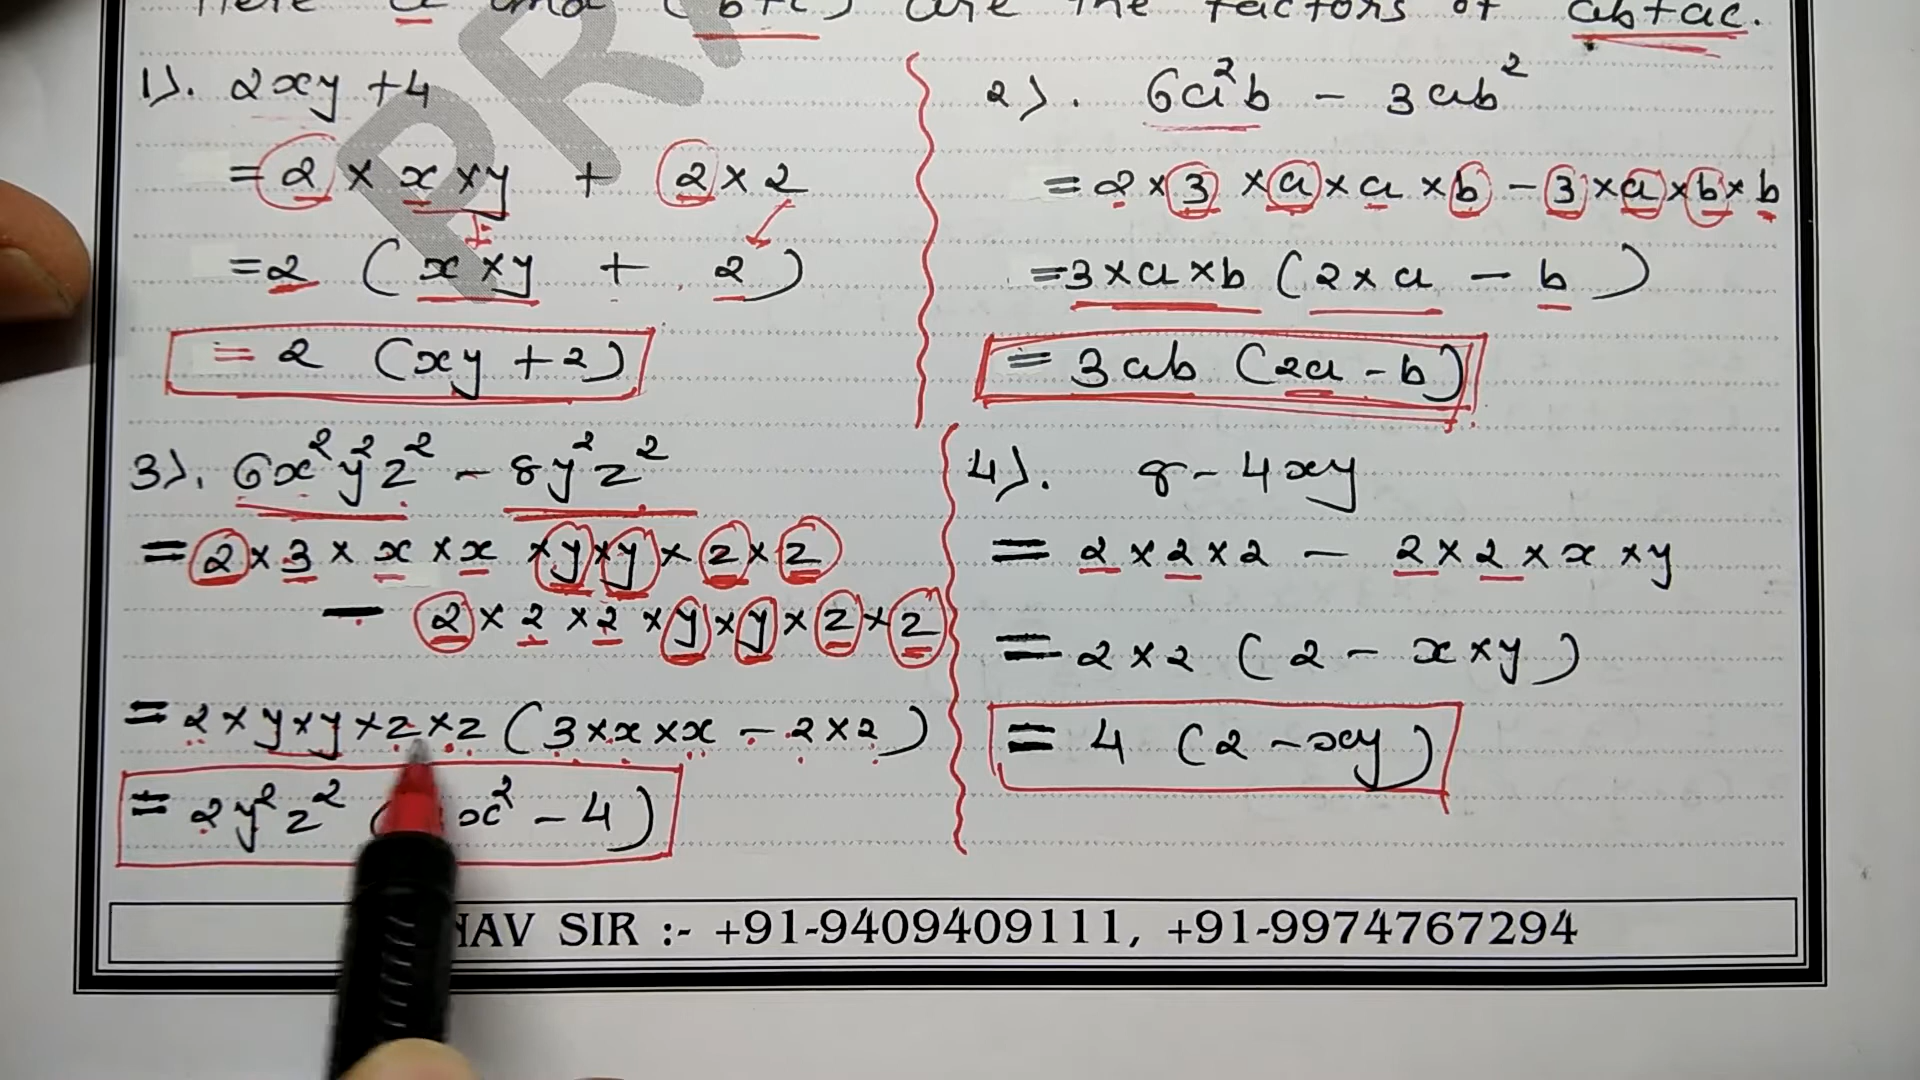 Here a and (b+c) are the factors of ab+ac.
1). 2xy + 4
= 2 × x × y + 2 × 2
= 2 (x × y + 2)
= 2 (xy + 2)
2). 6a²b - 3ab²
= 2 × 3 × a × a × b - 3 × a × b × b
= 3 × a × b (2 × a - b)
= 3ab (2a - b)
3). 6x²y²z² - 8y²z²
= 2 × 3 × x × x × y × y × z × z
- 2 × 2 × 2 × y × y × z × z
= 2 × y × y × z × z (3 × x × x - 2 × 2)
= 2y²z² ( x² - 4)
4). 8 - 4xy
= 2 × 2 × 2 - 2 × 2 × x × y
= 2 × 2 (2 - x × y)
= 4 (2 - xy)
SIR :- +91-9409409111, +91-9974767294